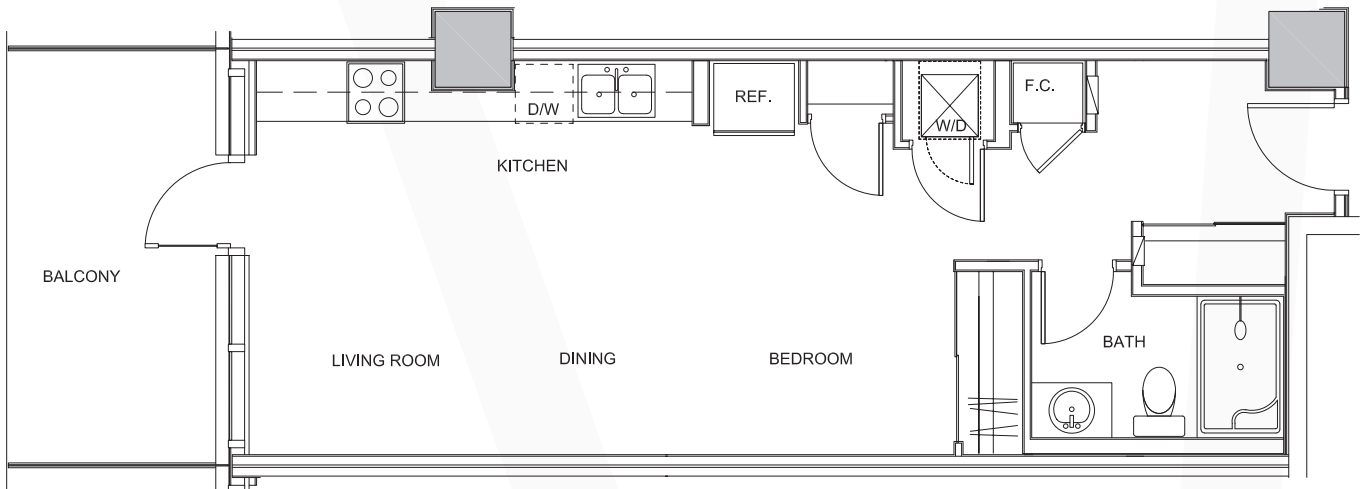 REF.
F.C.
D/W
W/D
KITCHEN
BALCONY
LIVING ROOM
DINING
BEDROOM
BATH